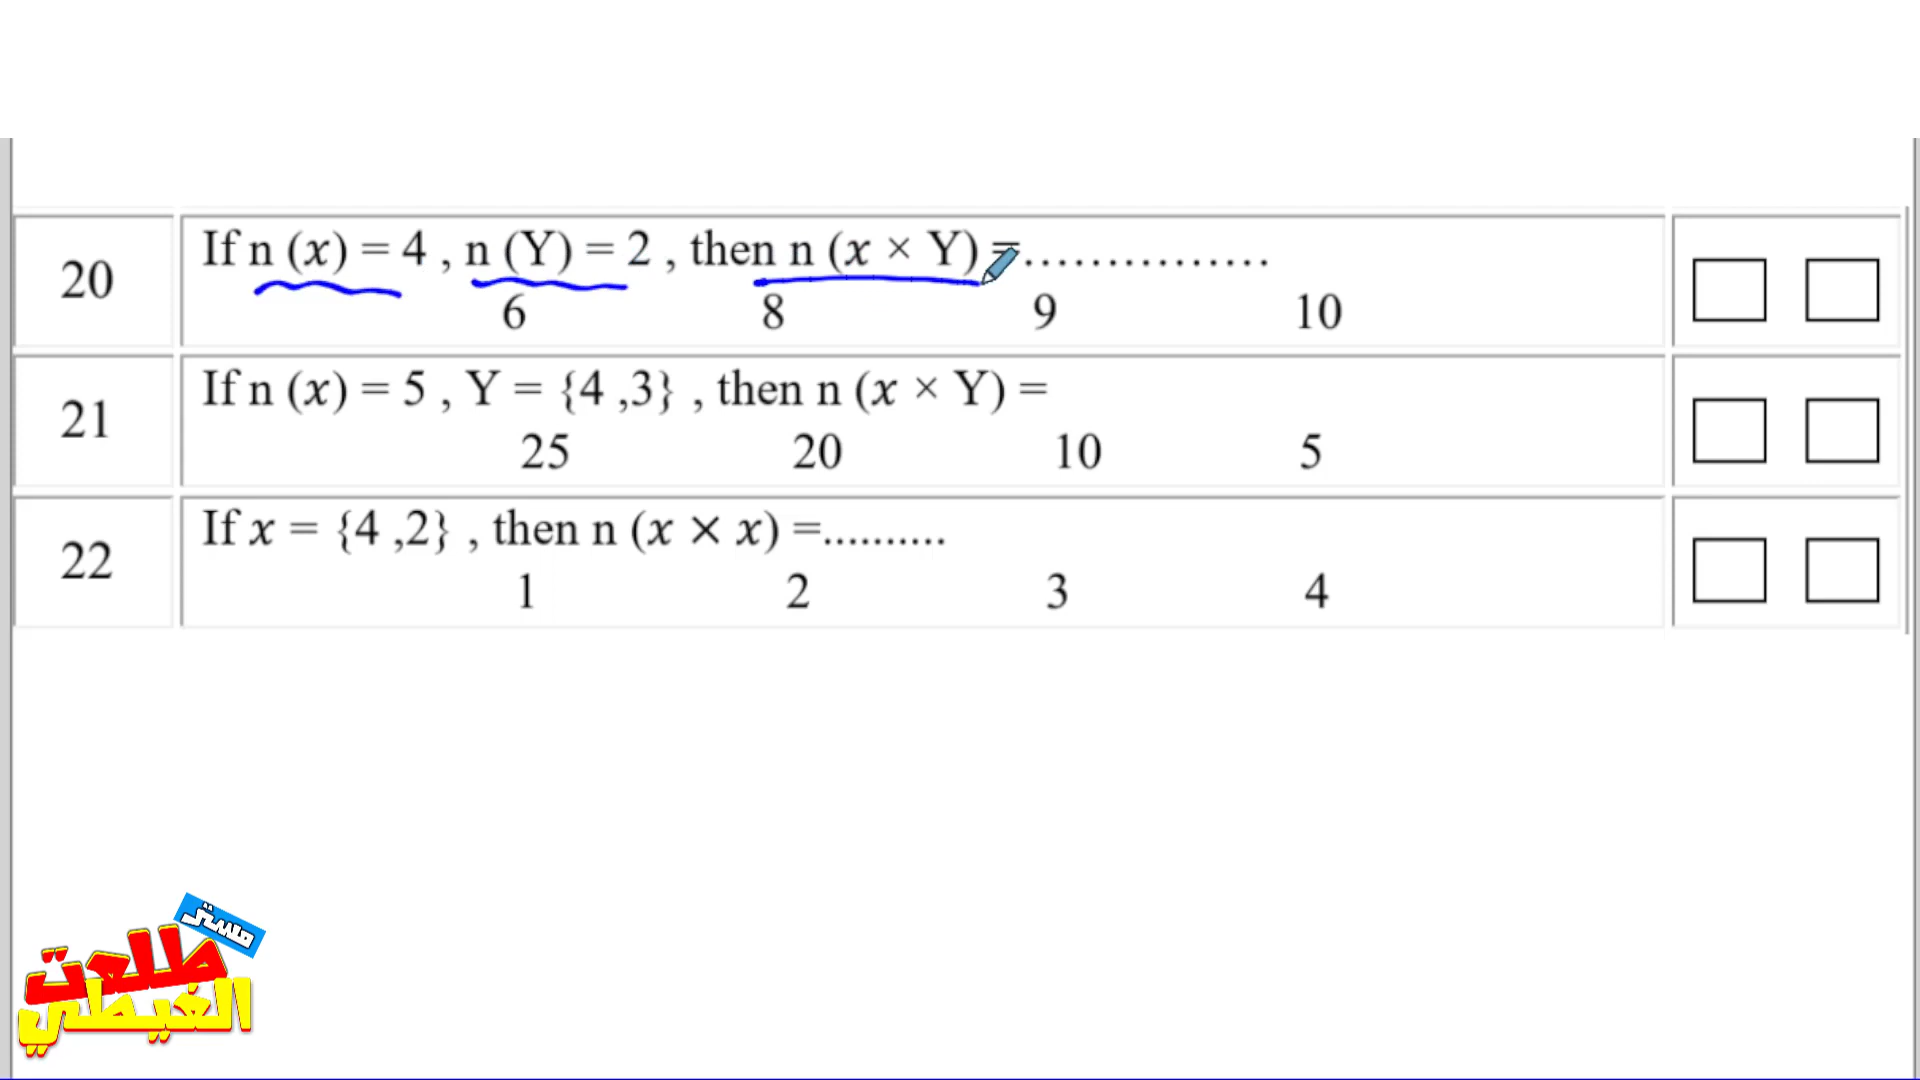 20
If n (x) = 4 , n (Y) = 2 , then n (x × Y) =...............
6 8 9 10
21
If n (x) = 5 , Y = {4 ,3} , then n (x × Y) =
25 20 10 5
22
If x = {4 ,2} , then n (x × x) =..........
1 2 3 4
مستر
طلعت
الغيطي